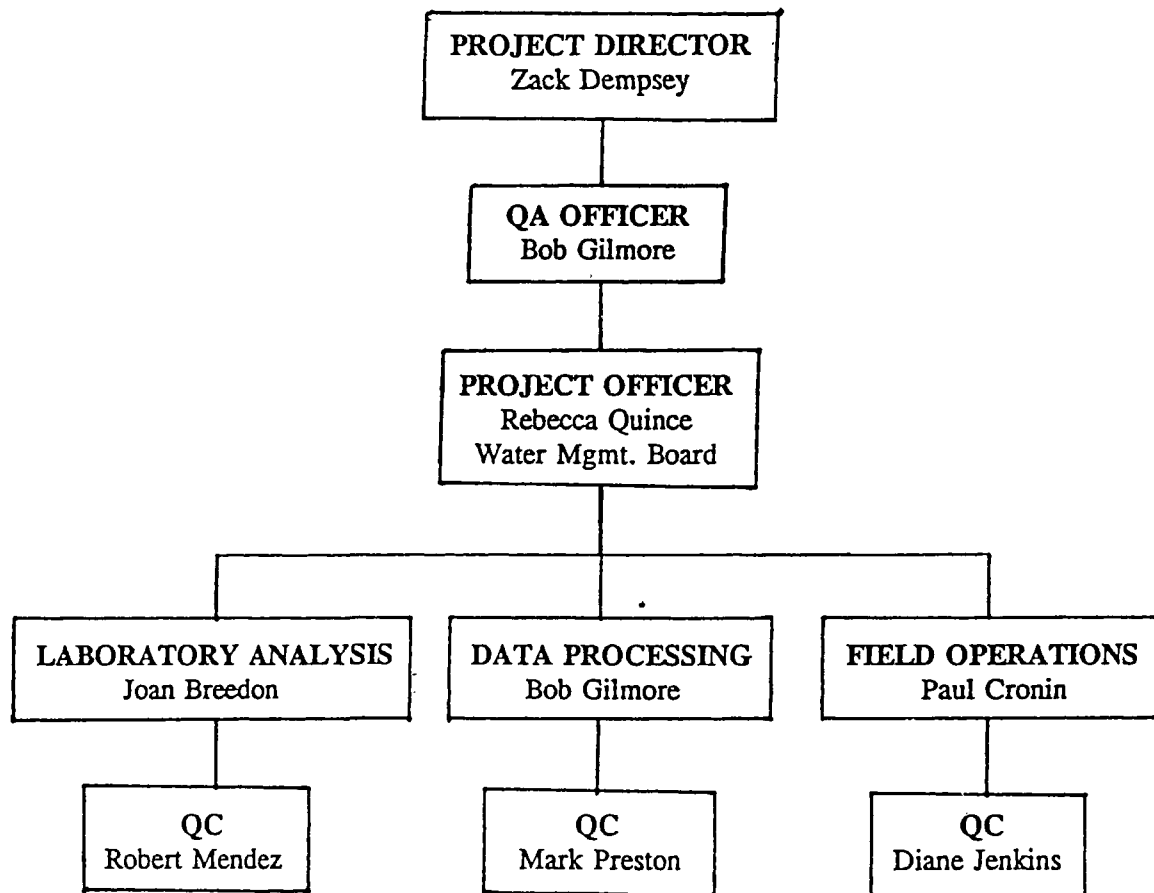 PROJECT DIRECTOR
Zack Dempsey
QA OFFICER
Bob Gilmore
PROJECT OFFICER
Rebecca Quince
Water Mgmt. Board
LABORATORY ANALYSIS
Joan Breedon
DATA PROCESSING
Bob Gilmore
FIELD OPERATIONS
Paul Cronin
QC
Robert Mendez
QC
Mark Preston
QC
Diane Jenkins